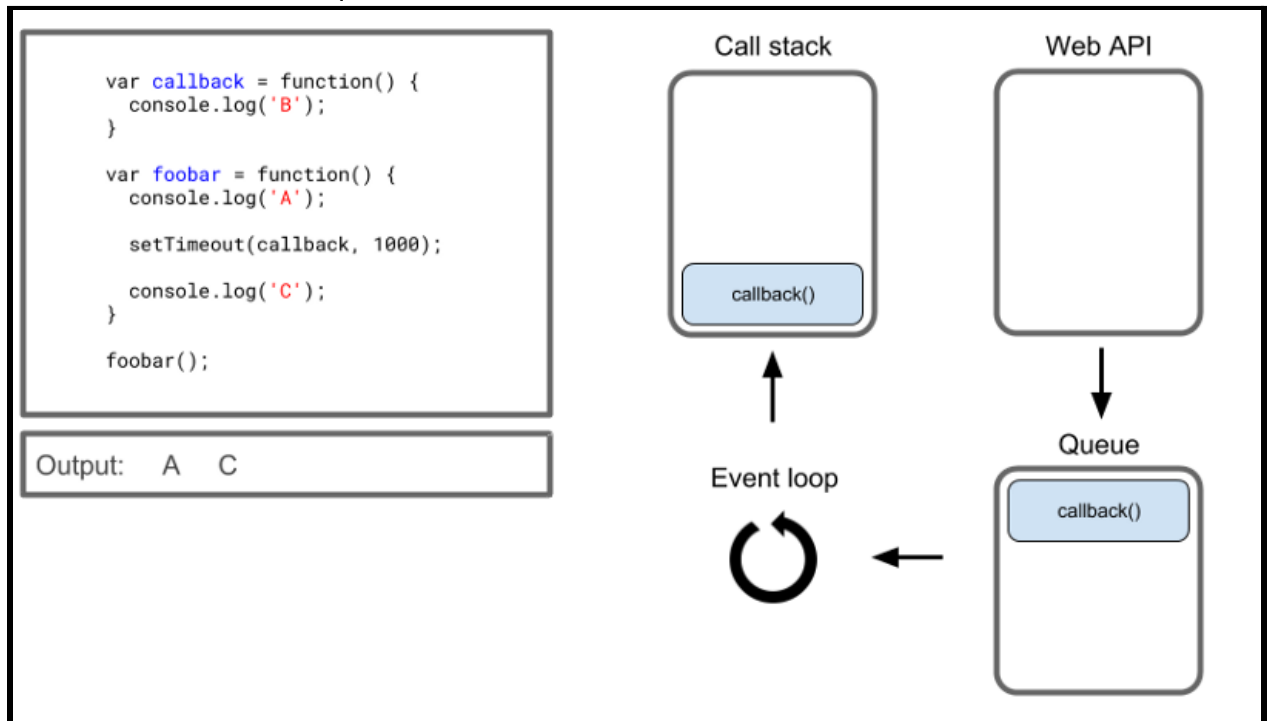 var callback = function() {
console.log('B');
}
var foobar = function() {
console.log('A');
setTimeout(callback, 1000);
console.log('C');
}
foobar();
Output: A C
Call stack
callback()
Web API
Event loop
Queue
callback()